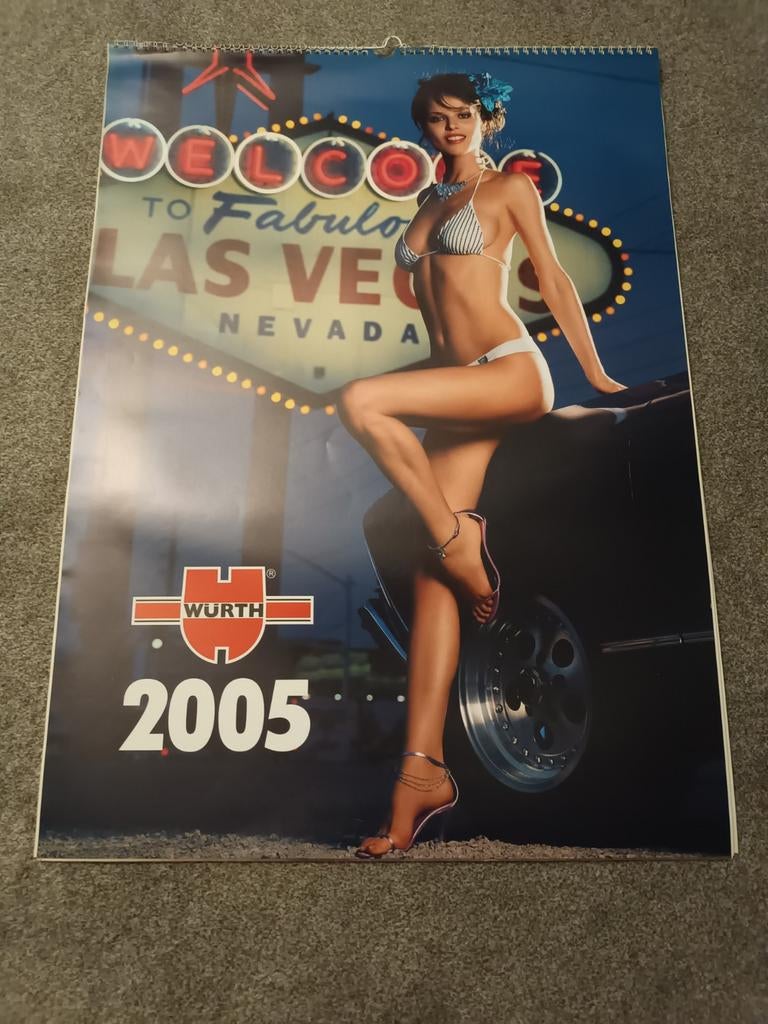 WELCO E
TO Fabulo
LAS VE S
NEVADA
WÜRTH ®
2005